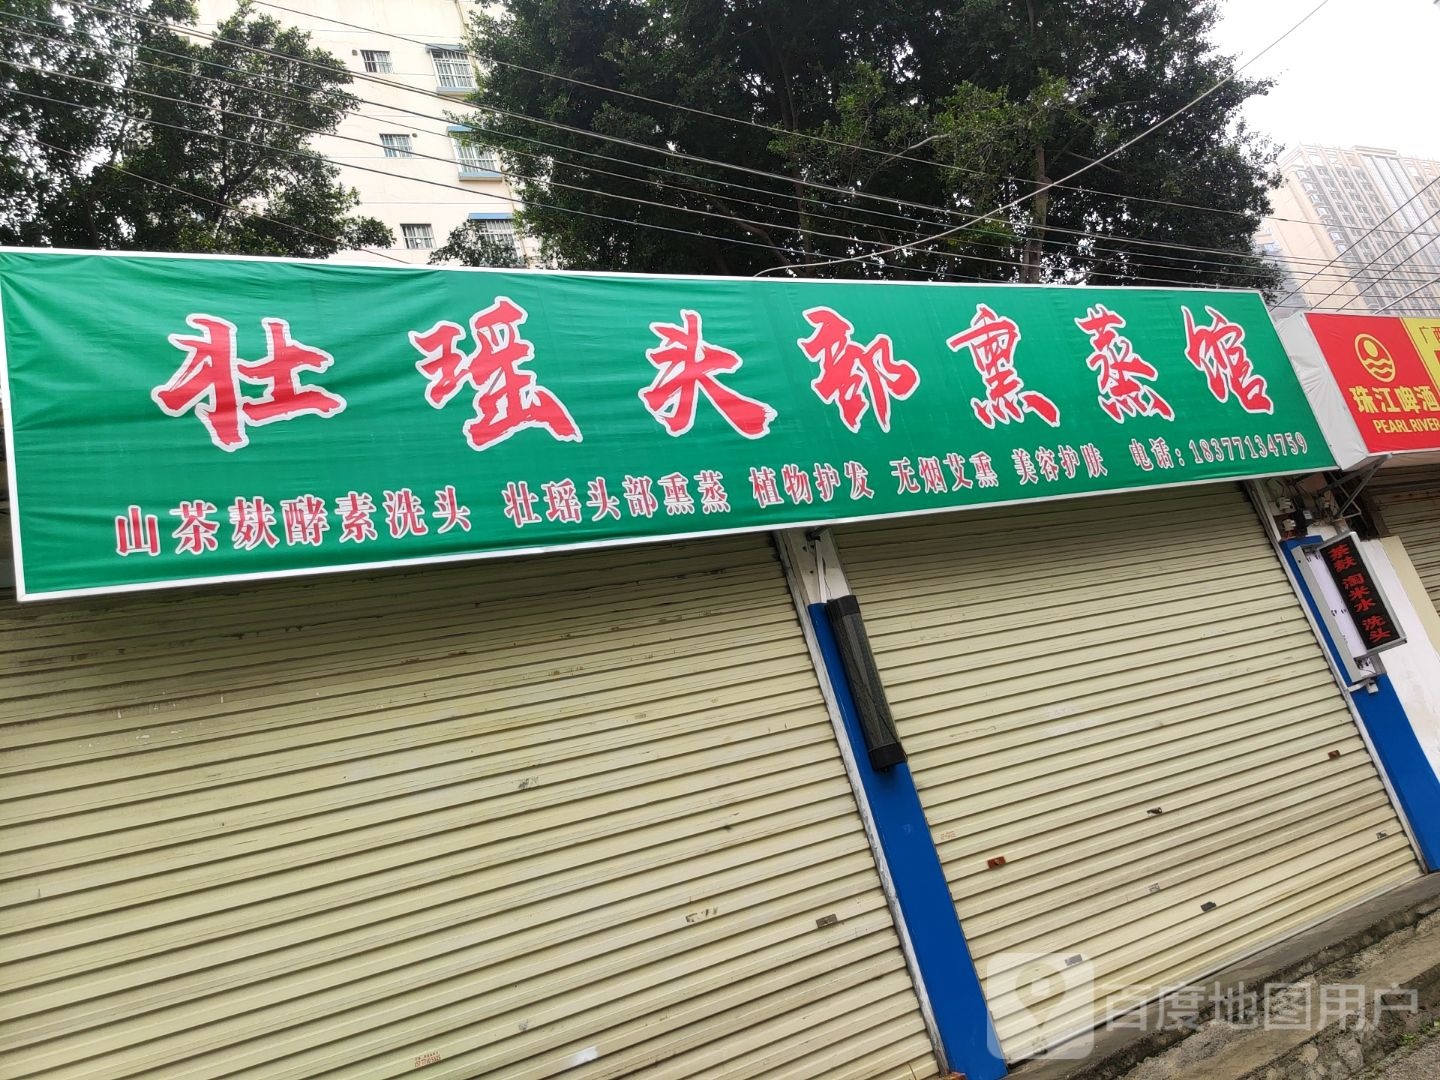 壮瑶头部熏蒸馆
山茶麸酵素洗头 壮瑶头部熏蒸 植物护发 无烟艾熏 美容护肤 电话：18377134759
珠江啤酒
PEARL RIVER
广西
茶麸 淘米水 洗头
百度地图用户